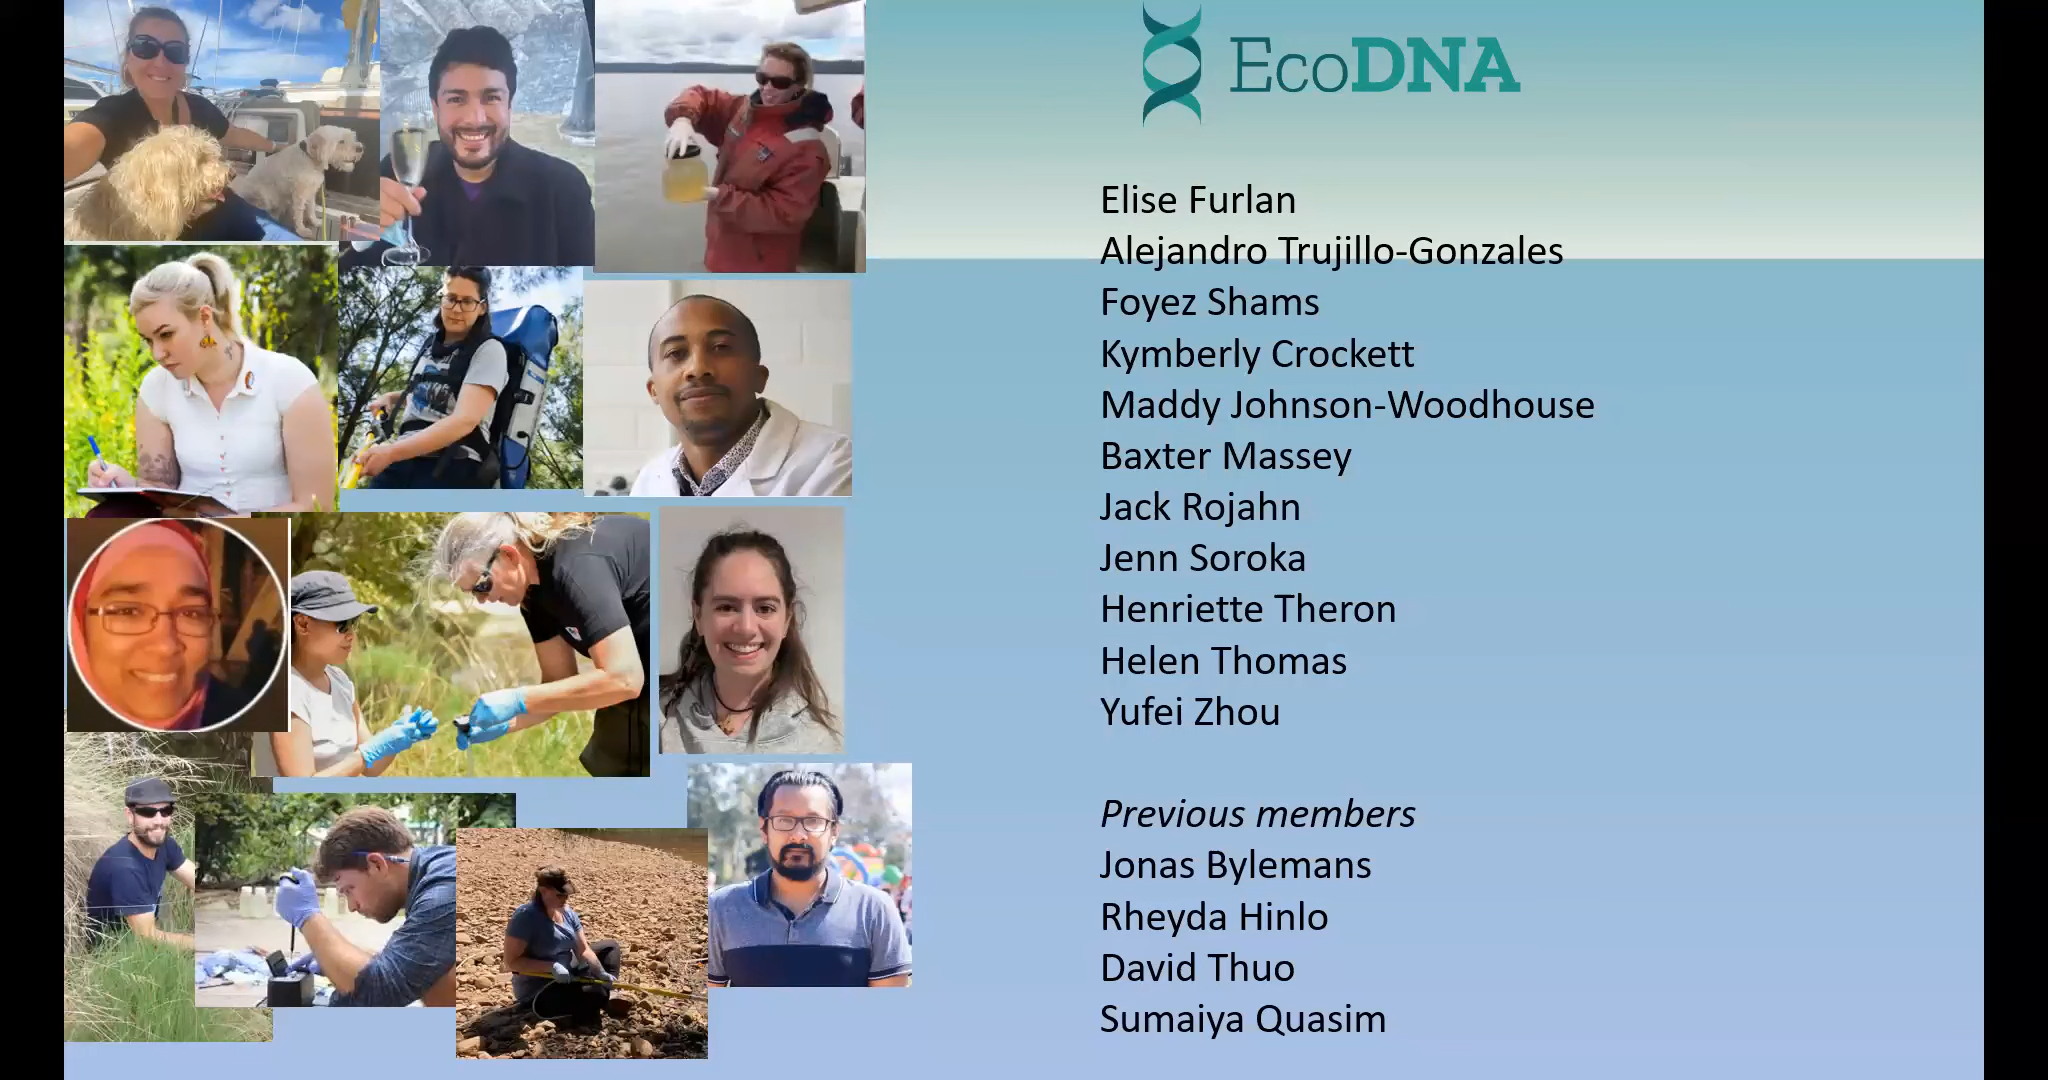 EcoDNA
Elise Furlan
Alejandro Trujillo-Gonzales
Foyez Shams
Kymberly Crockett
Maddy Johnson-Woodhouse
Baxter Massey
Jack Rojahn
Jenn Soroka
Henriette Theron
Helen Thomas
Yufei Zhou
Previous members
Jonas Bylemans
Rheyda Hinlo
David Thuo
Sumaiya Quasim